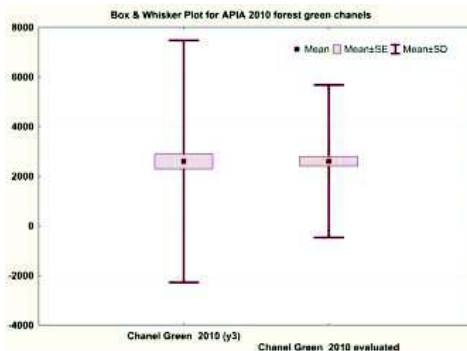 Box & Whisker Plot for APIA 2010 forest green chanels
Mean Mean±SE Mean±SD
8000
6000
4000
2000
0
-2000
-4000
Chanel Green 2010 (y3)
Chanel Green 2010 evaluated